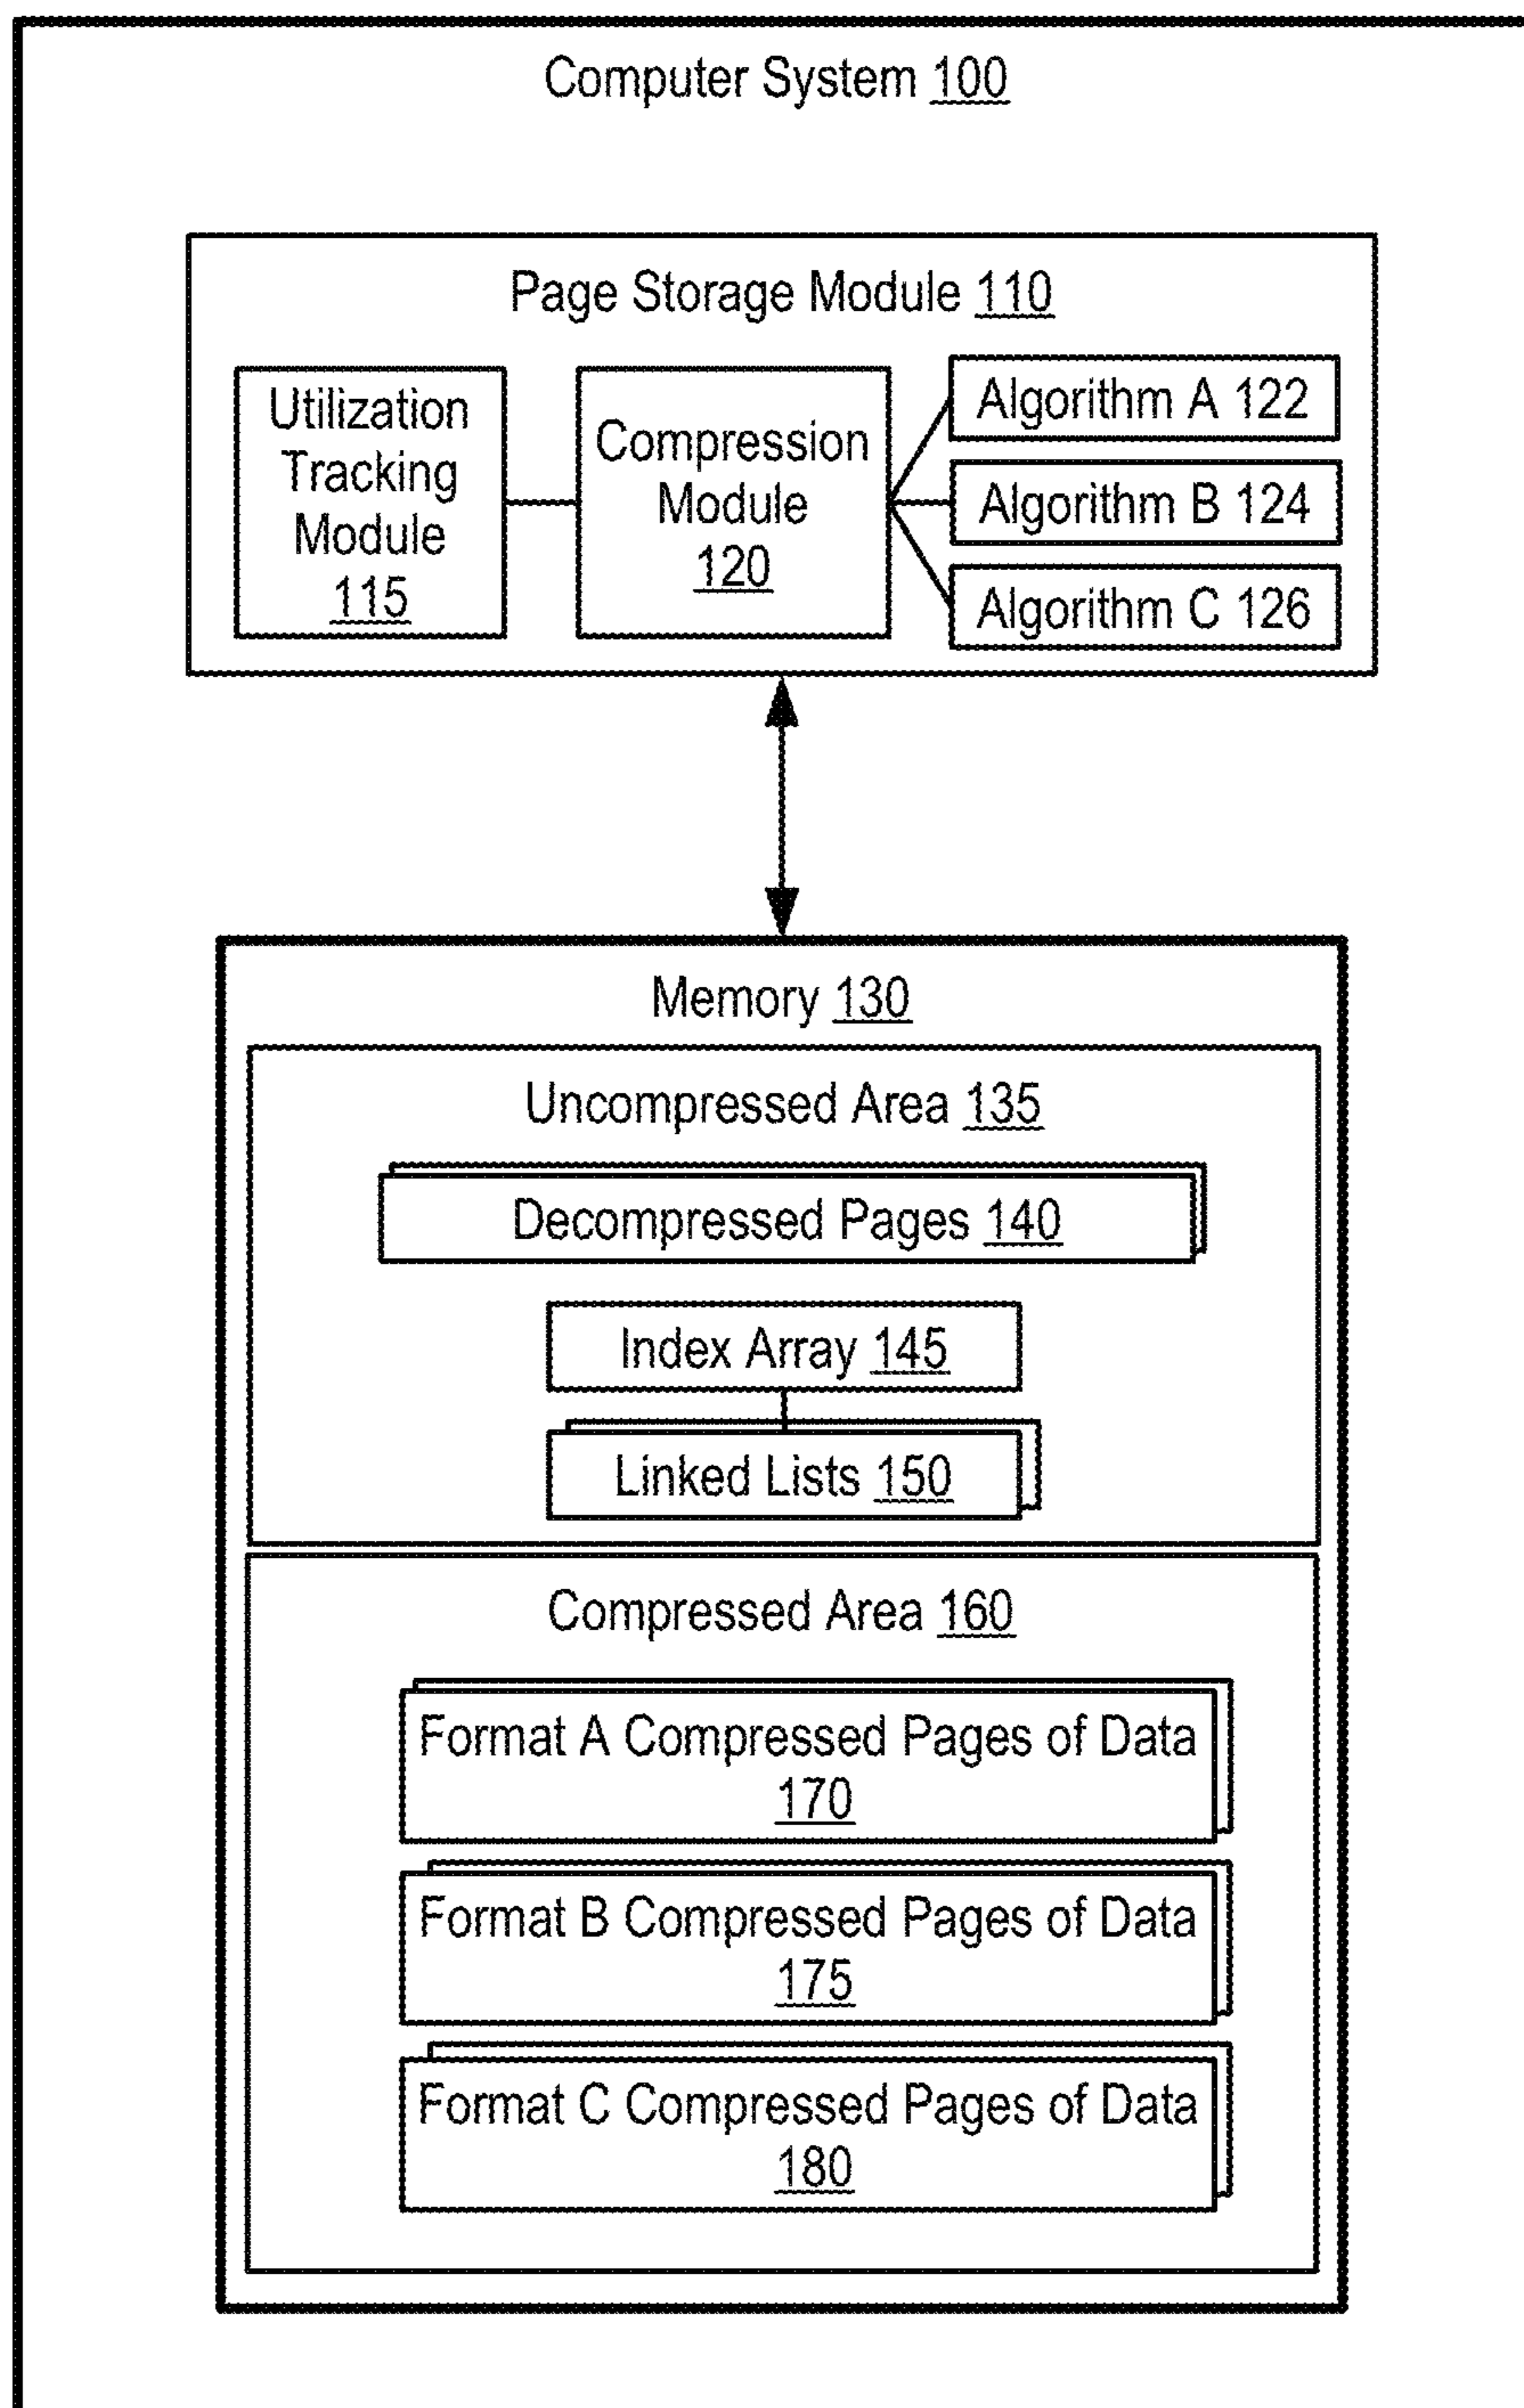 Computer System 100
Page Storage Module 110
Utilization
Tracking
Module
115
Compression
Module
120
Algorithm A 122
Algorithm B 124
Algorithm C 126
Memory 130
Uncompressed Area 135
Decompressed Pages 140
Index Array 145
Linked Lists 150
Compressed Area 160
Format A Compressed Pages of Data
170
Format B Compressed Pages of Data
175
Format C Compressed Pages of Data
180